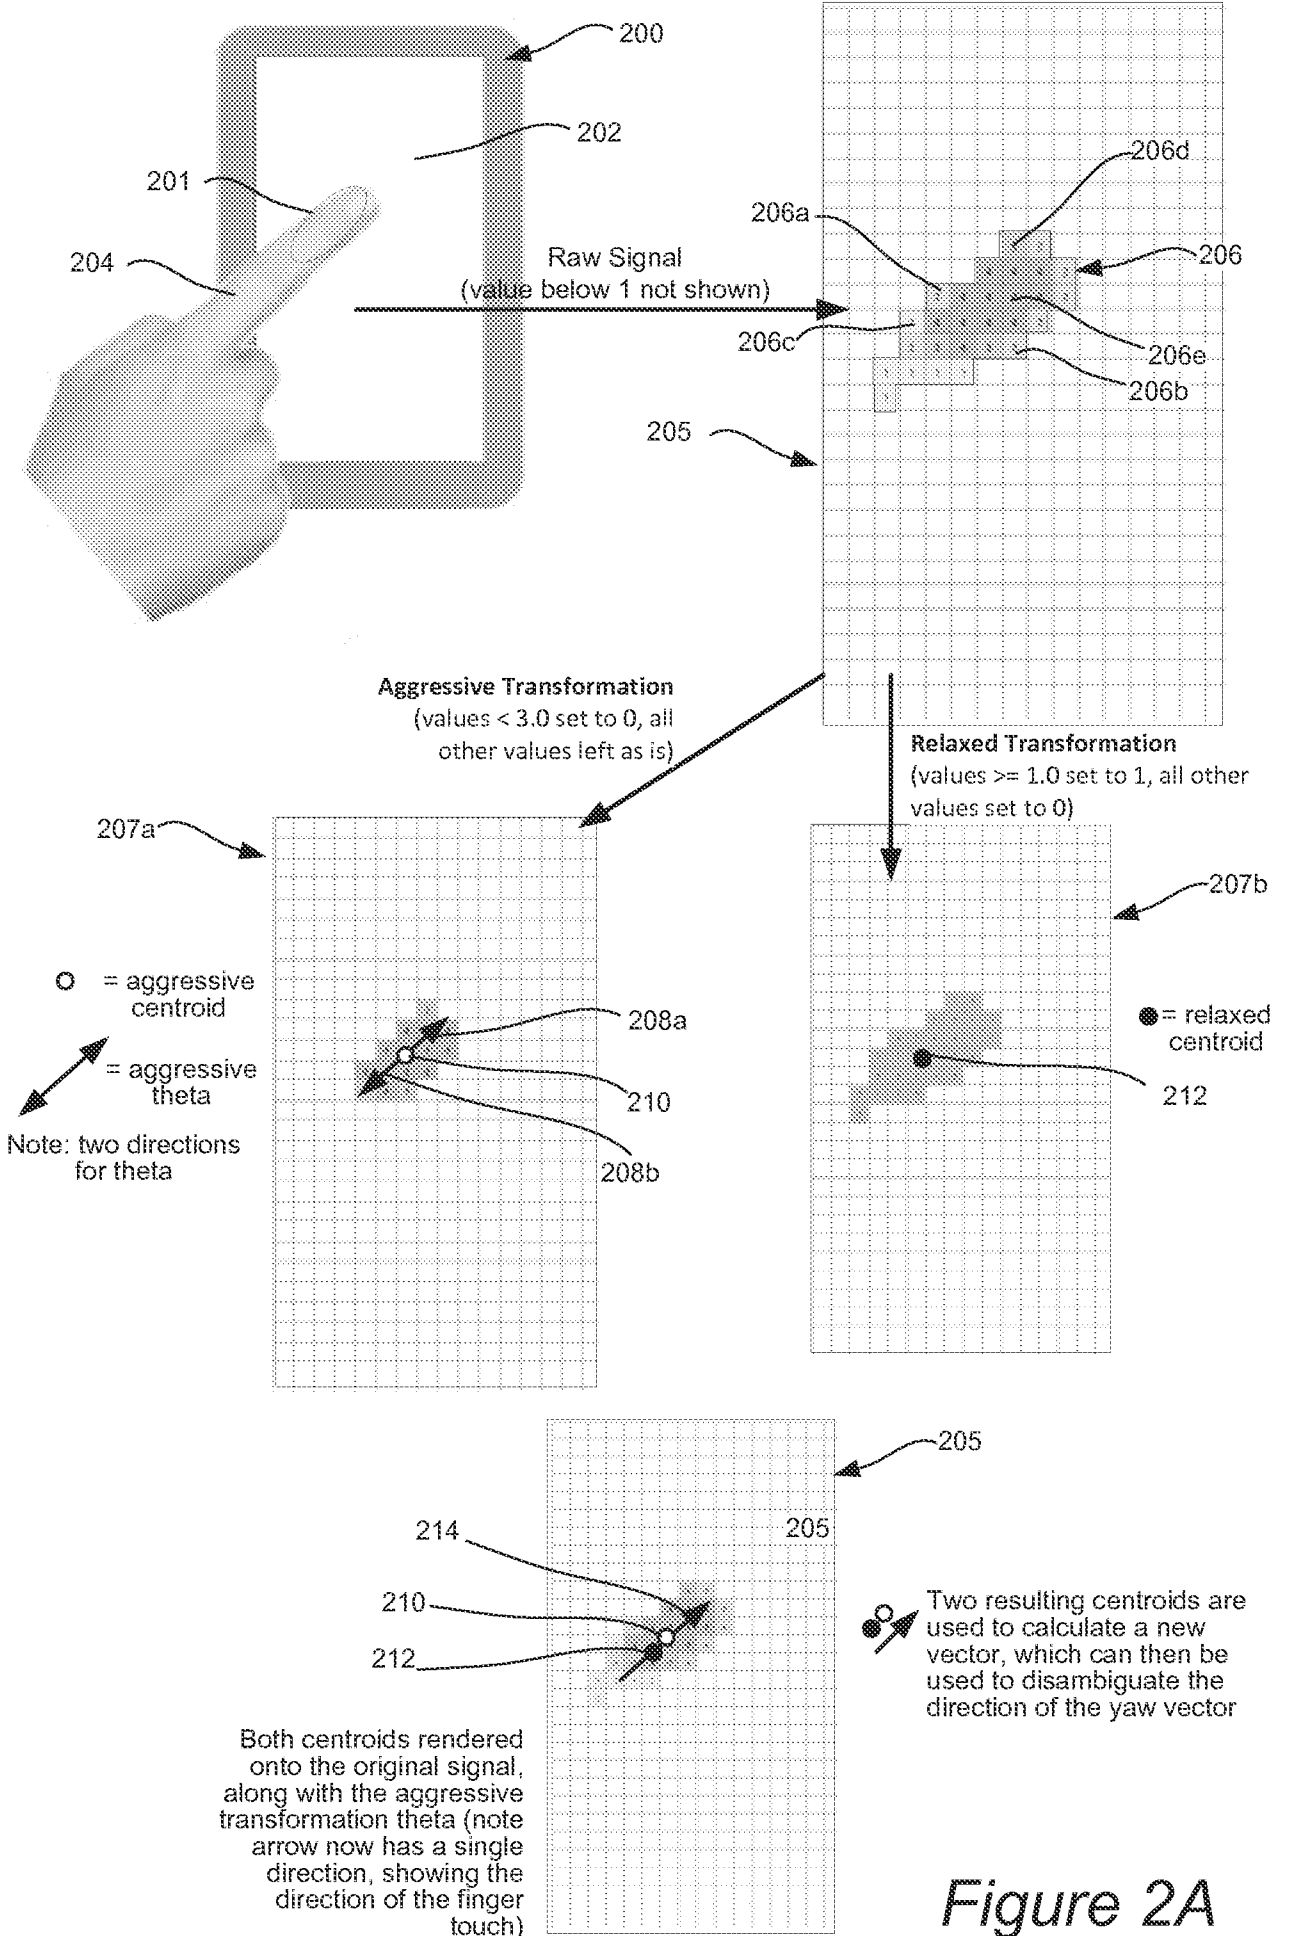 200
202
201
204
Raw Signal
(value below 1 not shown)
206d
206a
206
206c
206e
206b
205
Aggressive Transformation
(values < 3.0 set to 0, all
other values left as is)
Relaxed Transformation
(values >= 1.0 set to 1, all other
values set to 0)
207a
207b
= aggressive
centroid
= aggressive
theta
Note: two directions
for theta
208a
210
208b
= relaxed
centroid
212
205
205
214
210
212
Two resulting centroids are
used to calculate a new
vector, which can then be
used to disambiguate the
direction of the yaw vector
Both centroids rendered
onto the original signal,
along with the aggressive
transformation theta (note
arrow now has a single
direction, showing the
direction of the finger
touch)
Figure 2A